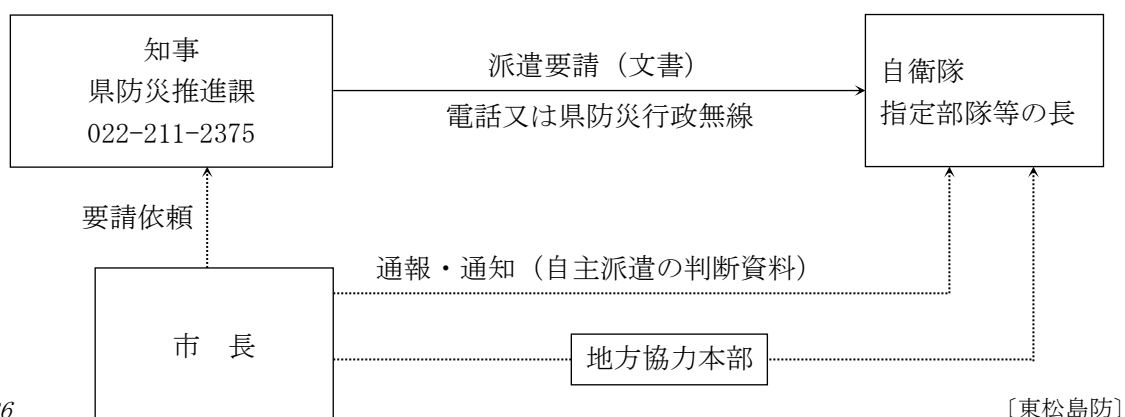 知事
県防災推進課
022-211-2375
派遣要請（文書）
電話又は県防災行政無線
自衛隊
指定部隊等の長
要請依頼
通報・通知（自主派遣の判断資料）
市　長
地方協力本部
〔東松島防〕